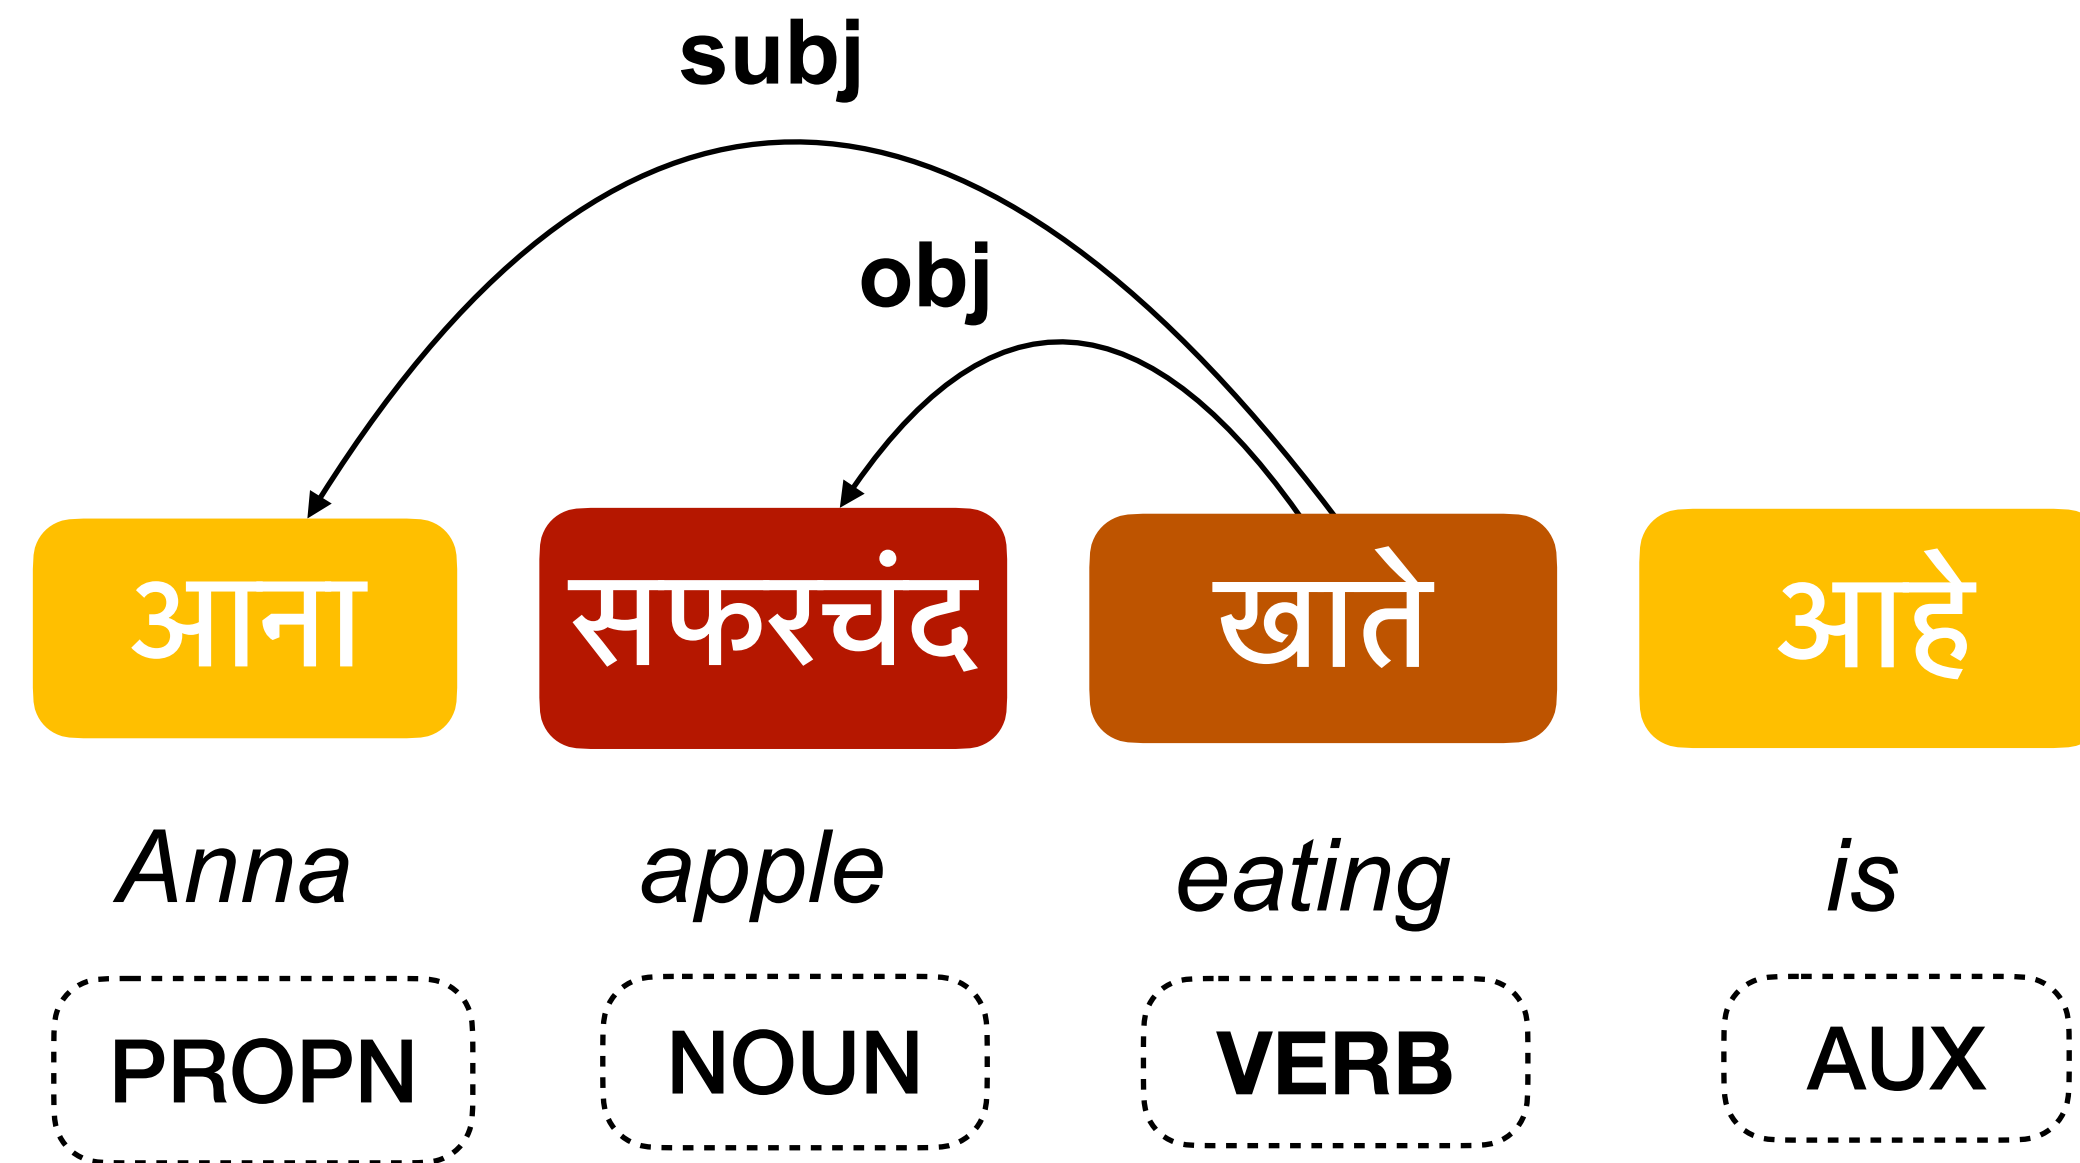 subj
obj
आना सफरचंद खाते आहे
Anna apple eating is
PROPN NOUN VERB AUX